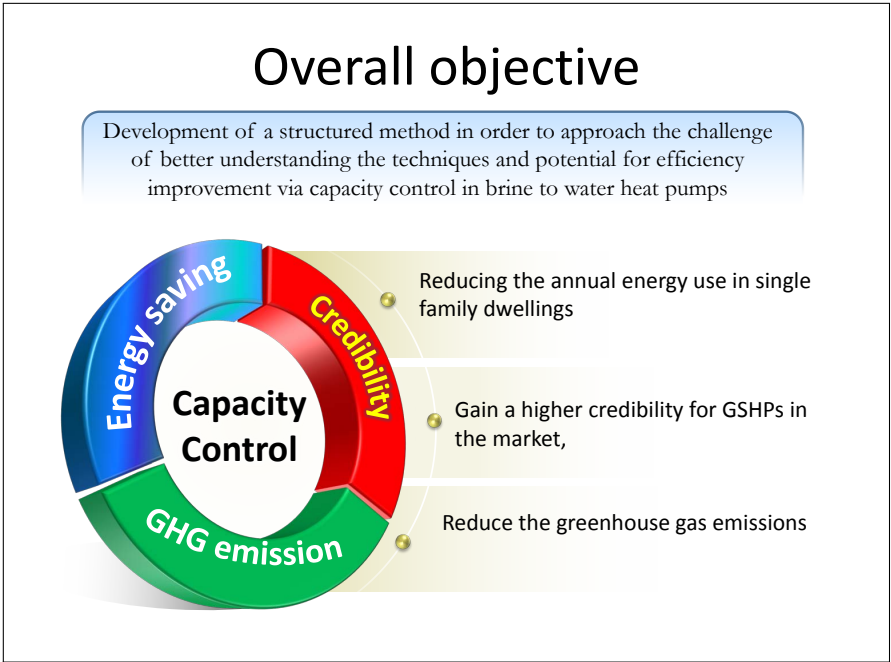 Overall objective
Development of a structured method in order to approach the challenge
of better understanding the techniques and potential for efficiency
improvement via capacity control in brine to water heat pumps
Energy saving
Credibility
GHG emission
Capacity
Control
Reducing the annual energy use in single
family dwellings
Gain a higher credibility for GSHPs in
the market,
Reduce the greenhouse gas emissions